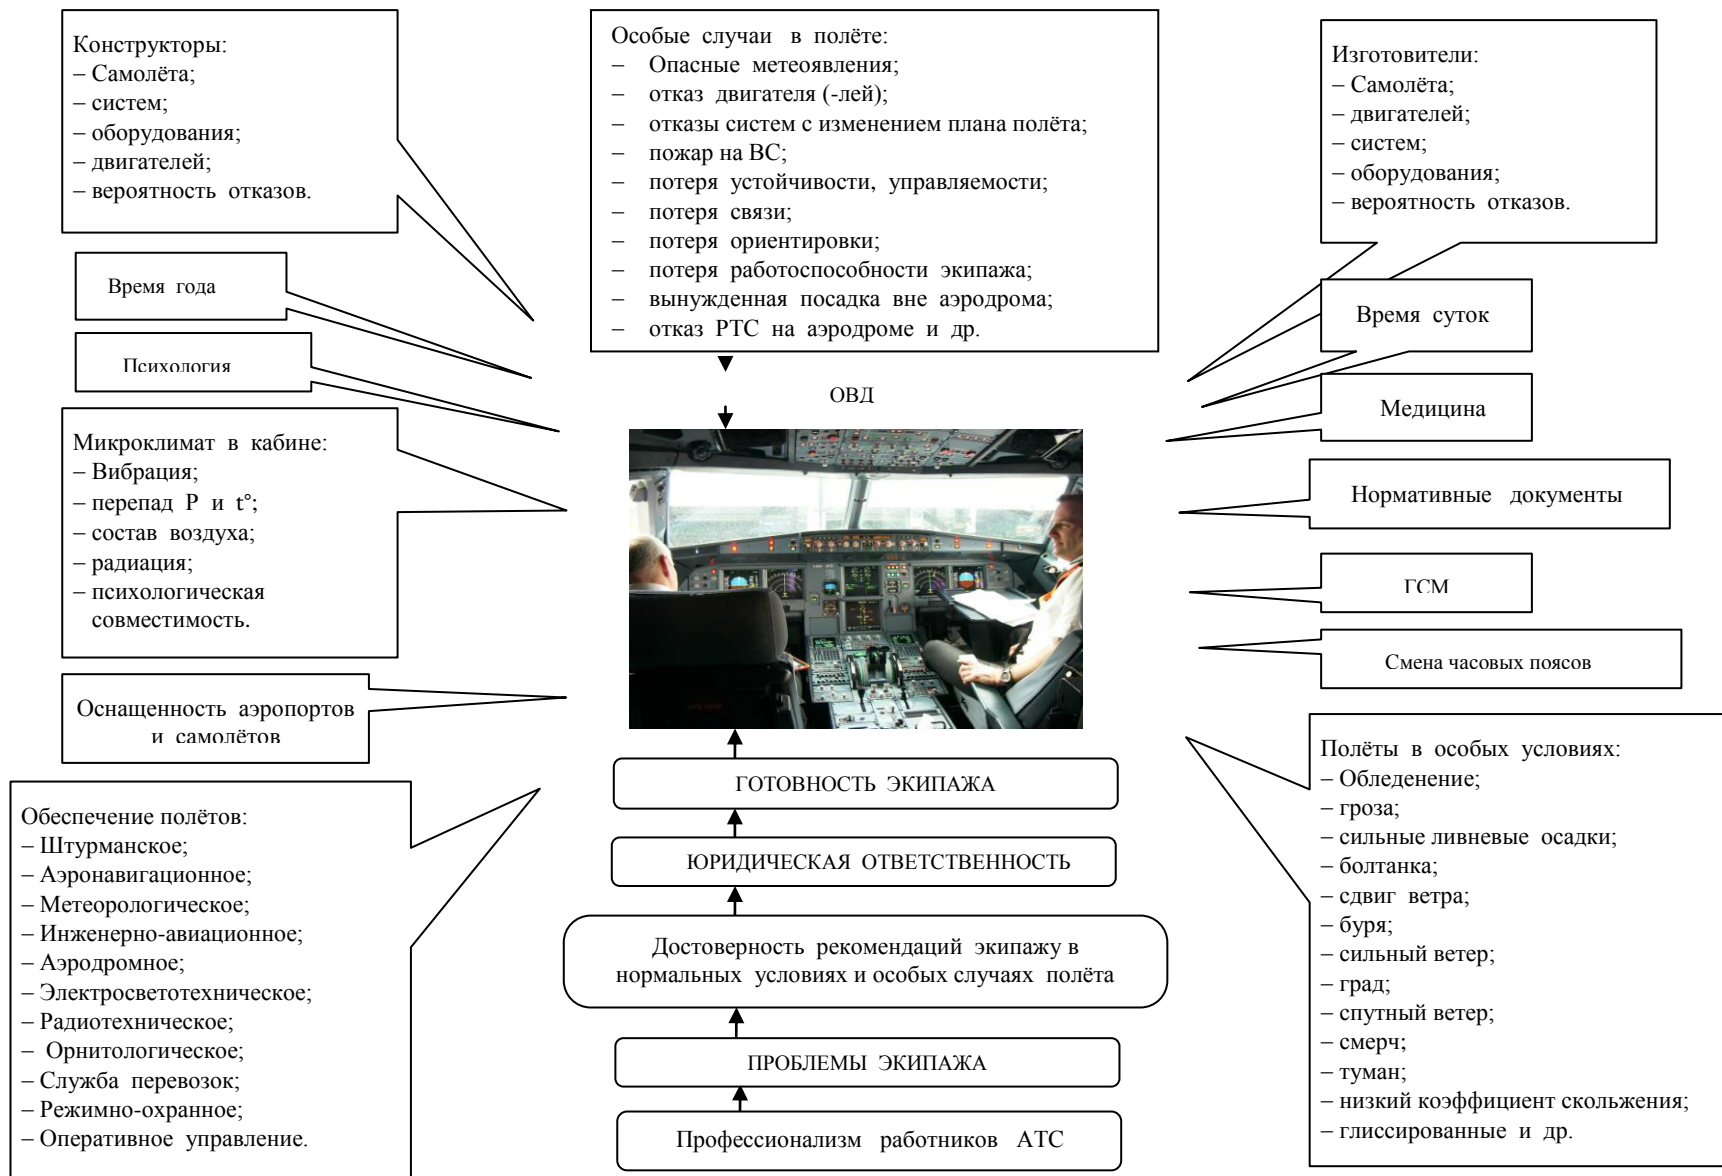 Конструкторы:
– Самолёта;
– систем;
– оборудования;
– двигателей;
– вероятность отказов.
Время года
Психология
Микроклимат в кабине:
– Вибрация;
– перепад P и t°;
– состав воздуха;
– радиация;
– психологическая
совместимость.
Оснащенность аэропортов
и самолётов
Обеспечение полётов:
– Штурманское;
– Аэронавигационное;
– Метеорологическое;
– Инженерно-авиационное;
– Аэродромное;
– Электросветотехническое;
– Радиотехническое;
– Орнитологическое;
– Служба перевозок;
– Режимно-охранное;
– Оперативное управление.
Особые случаи в полёте:
– Опасные метеоявления;
– отказ двигателя (-лей);
– отказы систем с изменением плана полёта;
– пожар на ВС;
– потеря устойчивости, управляемости;
– потеря связи;
– потеря ориентировки;
– потеря работоспособности экипажа;
– вынужденная посадка вне аэродрома;
– отказ РТС на аэродроме и др.
ОВД
ГОТОВНОСТЬ ЭКИПАЖА
ЮРИДИЧЕСКАЯ ОТВЕТСТВЕННОСТЬ
Достоверность рекомендаций экипажу в
нормальных условиях и особых случаях полёта
ПРОБЛЕМЫ ЭКИПАЖА
Профессионализм работников АТС
Изготовители:
– Самолёта;
– двигателей;
– систем;
– оборудования;
– вероятность отказов.
Время суток
Медицина
Нормативные документы
ГСМ
Смена часовых поясов
Полёты в особых условиях:
– Обледенение;
– гроза;
– сильные ливневые осадки;
– болтанка;
– сдвиг ветра;
– буря;
– сильный ветер;
– град;
– спутный ветер;
– смерч;
– туман;
– низкий коэффициент скольжения;
– глиссированные и др.